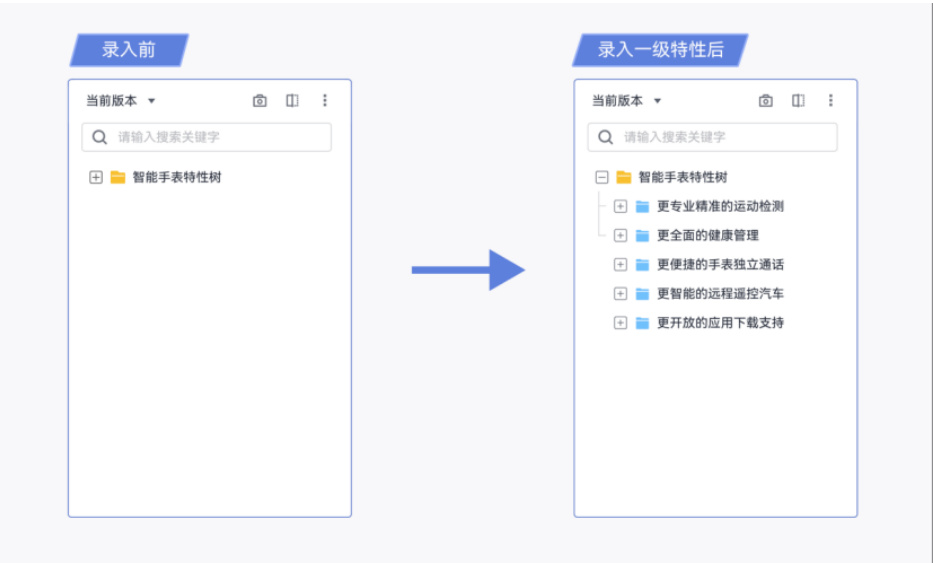 录入前
当前版本
请输入搜索关键字
智能手表特性树
录入一级特性后
当前版本
请输入搜索关键字
智能手表特性树
更专业精准的运动检测
更全面的健康管理
更便捷的手表独立通话
更智能的远程遥控汽车
更开放的应用下载支持